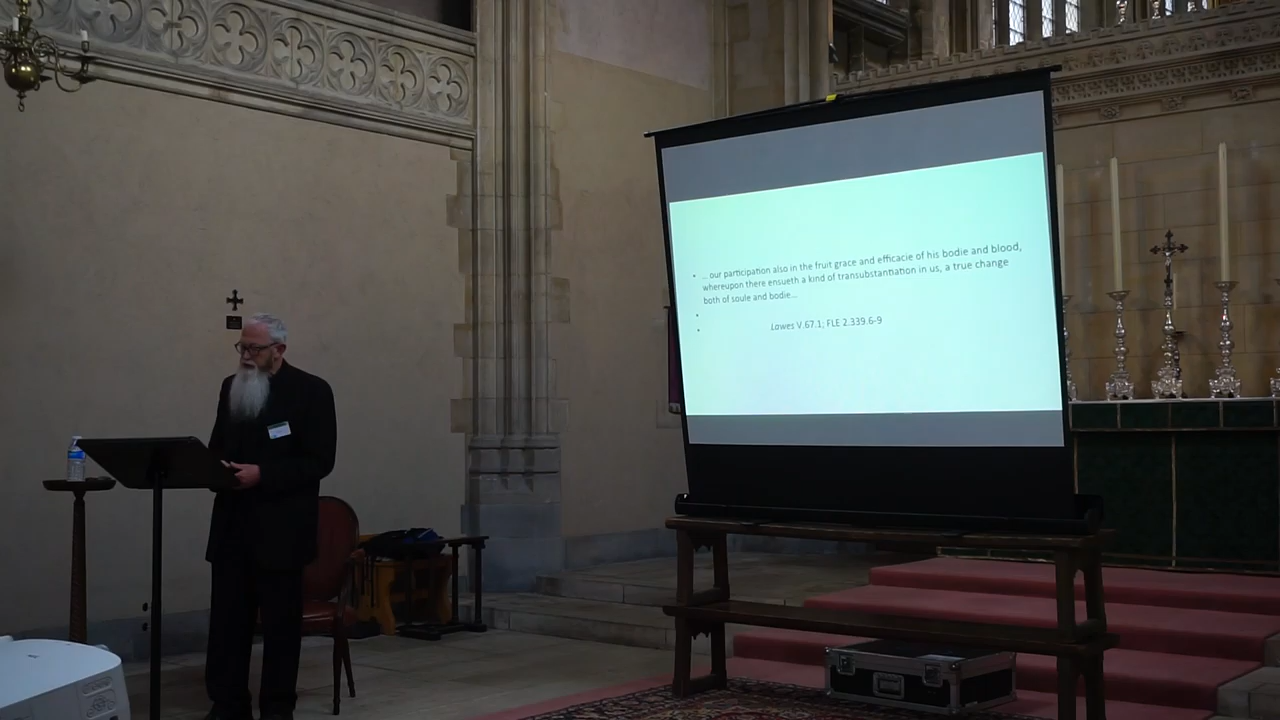 ... our participation also in the fruit grace and efficacie of his bodie and blood,
whereupon there ensueth a kind of transubstantiation in us, a true change
both of soule and bodie...
Lawes V.67.1; FLE 2.339.6-9